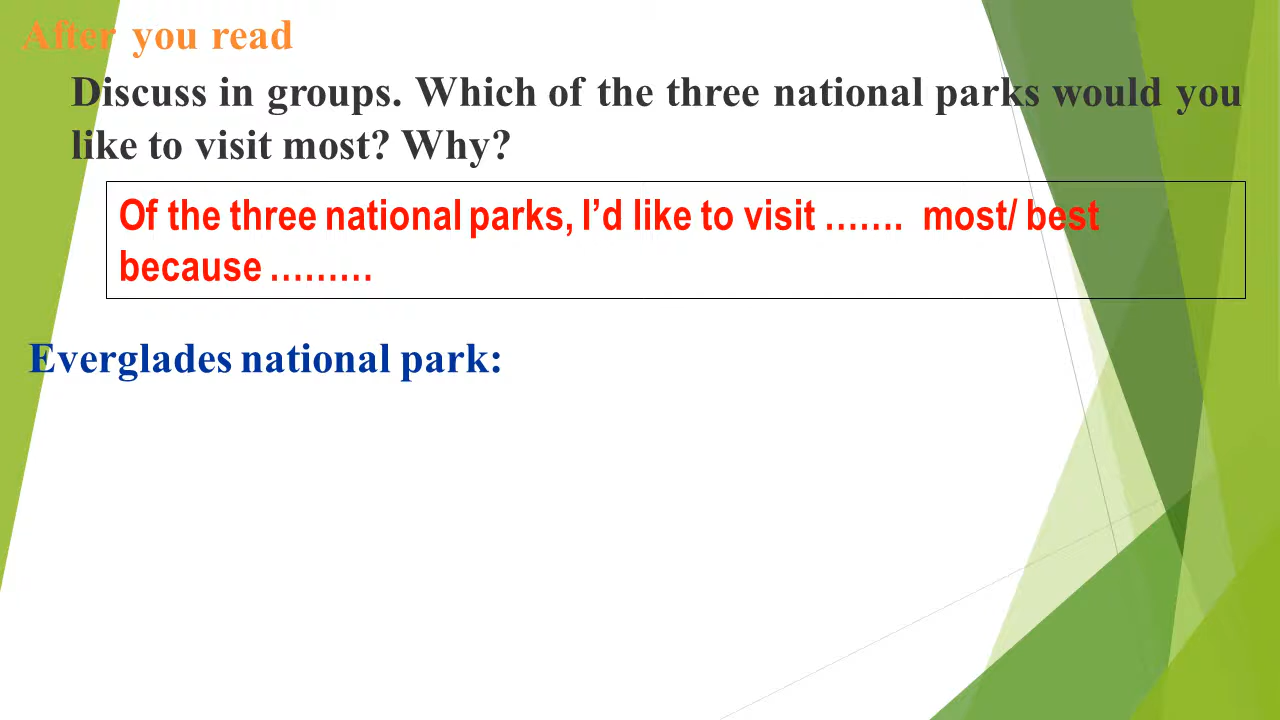 After you read
Discuss in groups. Which of the three national parks would you
like to visit most? Why?
Of the three national parks, I’d like to visit ……. most/ best
because ………
Everglades national park: